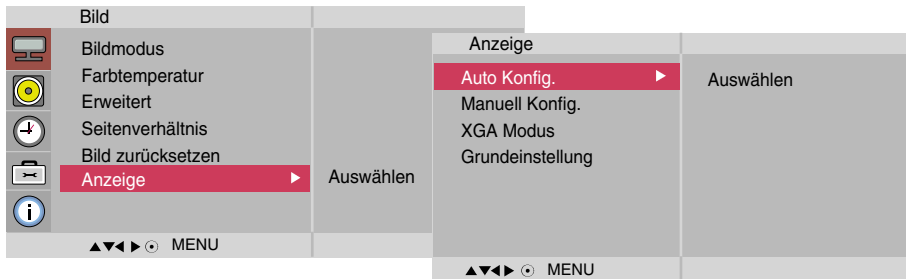 Bild
Bildmodus
Farbtemperatur
Erweitert
Seitenverhältnis
Bild zurücksetzen
Anzeige ▶ Auswählen
▲▼◀ ▶ ⊙ MENU
Anzeige
Auto Konfig. ▶ Auswählen
Manuell Konfig.
XGA Modus
Grundeinstellung
▲▼◀▶ ⊙ MENU